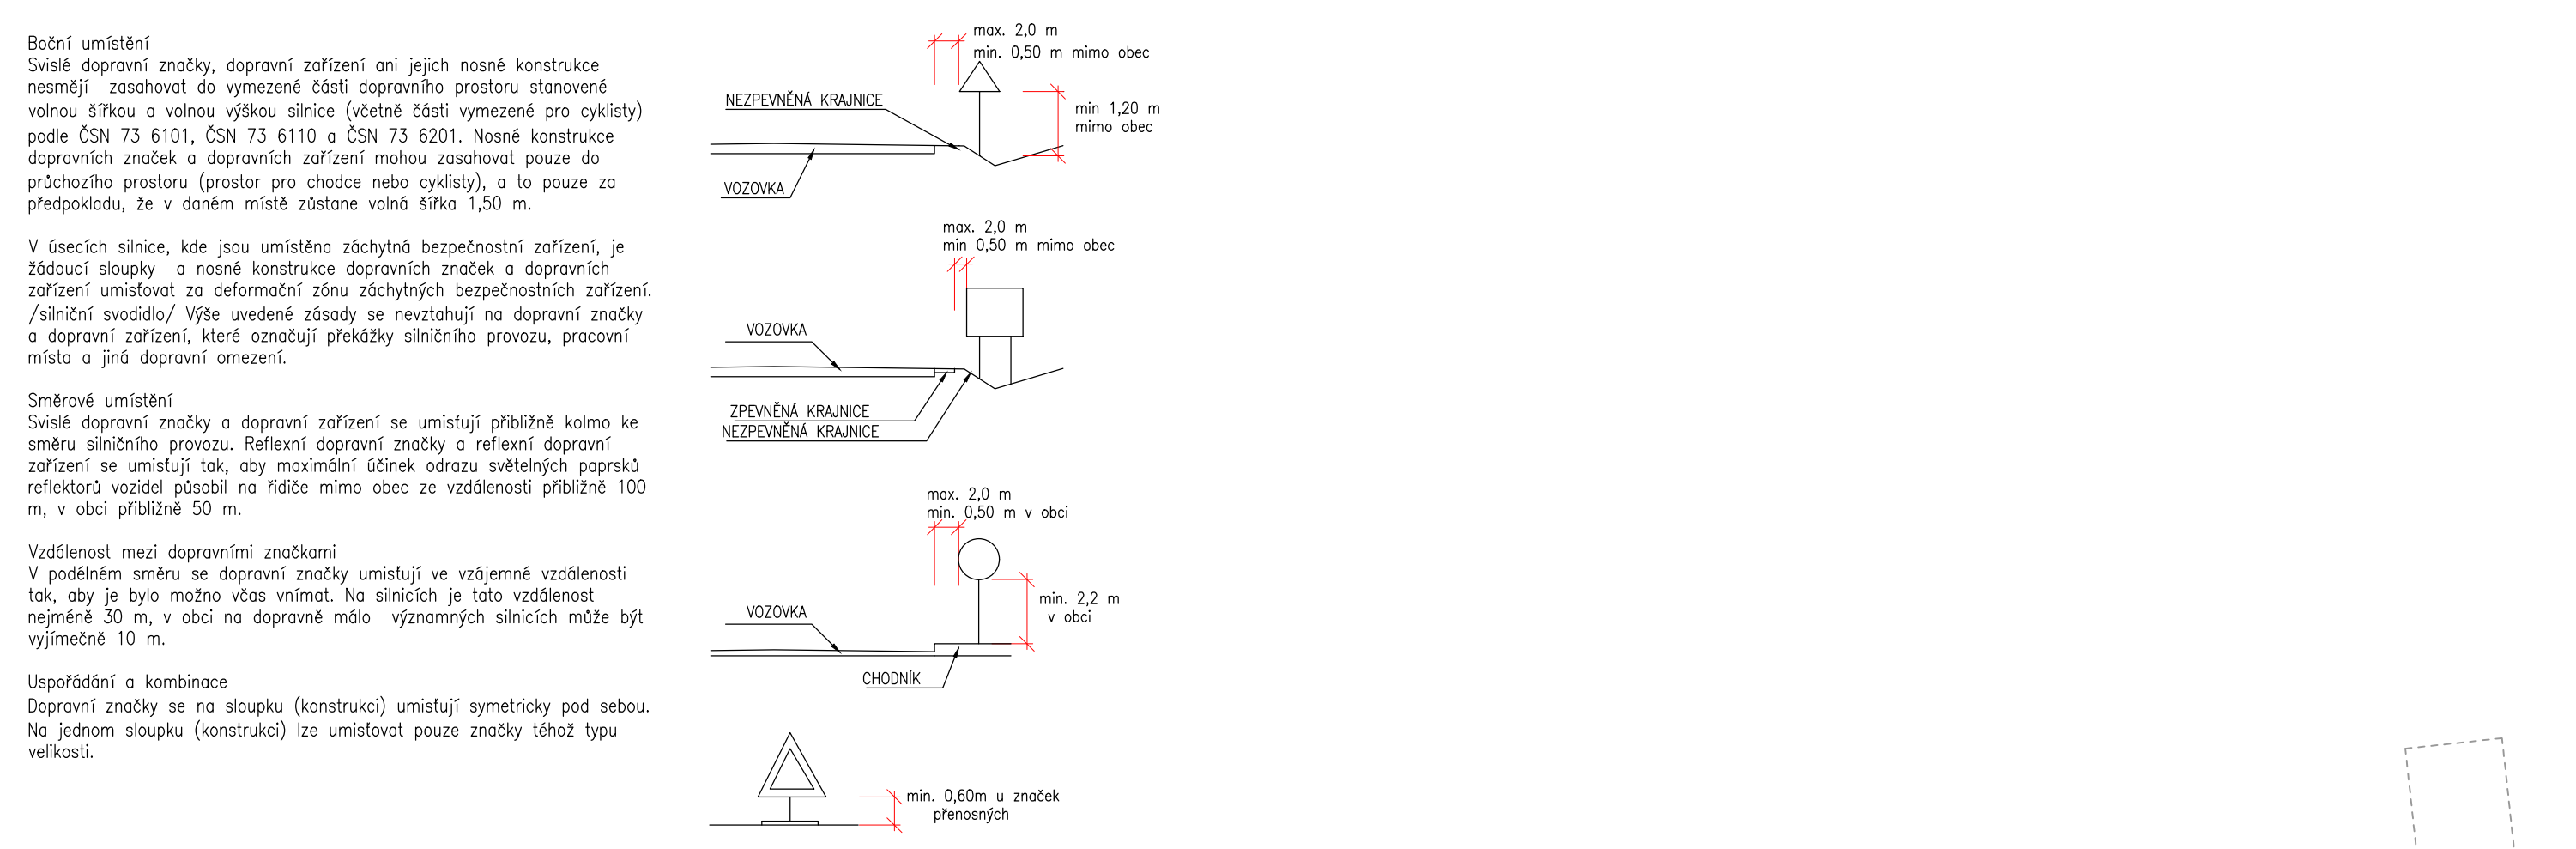 Boční umístění
Svislé dopravní značky, dopravní zařízení ani jejich nosné konstrukce
nesmějí zasahovat do vymezené části dopravního prostoru stanovené
volnou šířkou a volnou výškou silnice (včetně části vymezené pro cyklisty)
podle ČSN 73 6101, ČSN 73 6110 a ČSN 73 6201. Nosné konstrukce
dopravních značek a dopravních zařízení mohou zasahovat pouze do
průchozího prostoru (prostor pro chodce nebo cyklisty), a to pouze za
předpokladu, že v daném místě zůstane volná šířka 1,50 m.
V úsecích silnice, kde jsou umístěna záchytná bezpečnostní zařízení, je
žádoucí sloupky a nosné konstrukce dopravních značek a dopravních
zařízení umisťovat za deformační zónu záchytných bezpečnostních zařízení.
/silniční svodidlo/ Výše uvedené zásady se nevztahují na dopravní značky
a dopravní zařízení, které označují překážky silničního provozu, pracovní
místa a jiná dopravní omezení.
Směrové umístění
Svislé dopravní značky a dopravní zařízení se umisťují přibližně kolmo ke
směru silničního provozu. Reflexní dopravní značky a reflexní dopravní
zařízení se umisťují tak, aby maximální účinek odrazu světelných paprsků
reflektorů vozidel působil na řidiče mimo obec ze vzdálenosti přibližně 100
m, v obci přibližně 50 m.
Vzdálenost mezi dopravními značkami
V podélném směru se dopravní značky umisťují ve vzájemné vzdálenosti
tak, aby je bylo možno včas vnímat. Na silnicích je tato vzdálenost
nejméně 30 m, v obci na dopravně málo významných silnicích může být
vyjímečně 10 m.
Uspořádání a kombinace
Dopravní značky se na sloupku (konstrukci) umisťují symetricky pod sebou.
Na jednom sloupku (konstrukci) lze umisťovat pouze značky téhož typu
velikosti.
max. 2,0 m
min. 0,50 m mimo obec
NEZPEVNĚNÁ KRAJNICE
min 1,20 m
mimo obec
VOZOVKA
max. 2,0 m
min 0,50 m mimo obec
VOZOVKA
ZPEVNĚNÁ KRAJNICE
NEZPEVNĚNÁ KRAJNICE
max. 2,0 m
min. 0,50 m v obci
min. 2,2 m
v obci
VOZOVKA
CHODNÍK
min. 0,60m u značek
přenosných